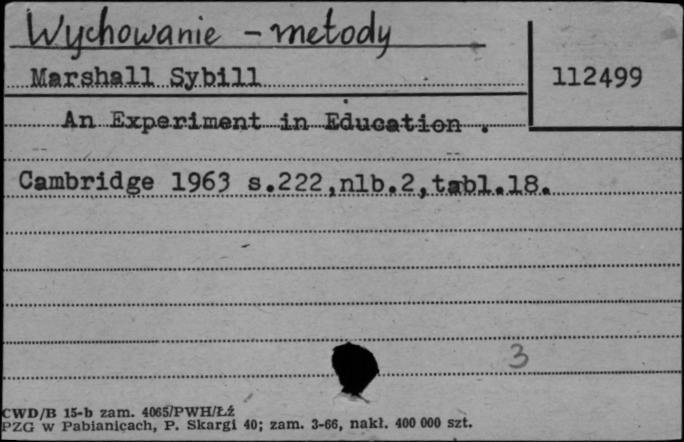 Wychowanie - metody
Marshall Sybill
112499
An Experiment in Education .
Cambridge 1963 s.222,nlb.2,tabl.18.
3
CWD/B 15-b zam. 4065/PWH/Łź
PZG w Pabianicach, P. Skargi 40; zam. 3-66, nakł. 400 000 szt.